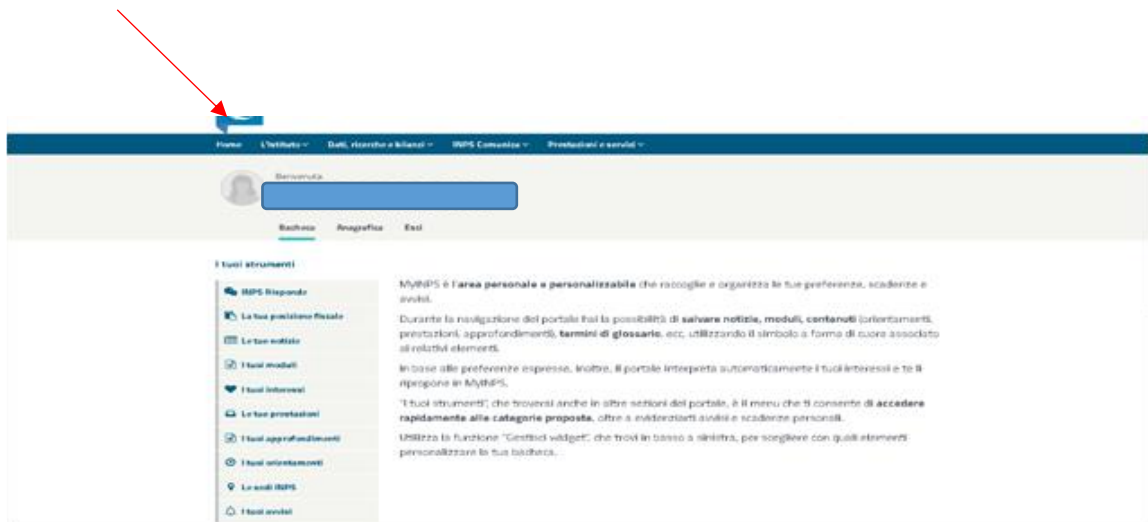 Home L'Istituto Dati, ricerche e bilanci INPS Comunica Prestazioni e servizi
Benvenuta
Bacheca Anagrafica Esci
I tuoi strumenti
INPS Risponde
La tua posizione fiscale
Le tue notizie
I tuoi moduli
I tuoi interessi
Le tue prestazioni
I tuoi approfondimenti
I tuoi orientamenti
Le sedi INPS
I tuoi avvisi
MyINPS è l'area personale e personalizzabile che raccoglie e organizza le tue preferenze, scadenze e
avvisi.
Durante la navigazione del portale hai la possibilità di salvare notizie, moduli, contenuti (orientamenti,
prestazioni, approfondimenti), termini di glossario, ecc, utilizzando il simbolo a forma di cuore associato
ai relativi elementi.
In base alle preferenze espresse, inoltre, il portale interpreta automaticamente i tuoi interessi e te li
ripropone in MyINPS.
"I tuoi strumenti", che troverai anche in altre sezioni del portale, è il menu che ti consente di accedere
rapidamente alle categorie proposte, oltre a evidenziarti avvisi e scadenze personali.
Utilizza la funzione "Gestisci widget", che trovi in basso a sinistra, per scegliere con quali elementi
personalizzare la tua bacheca.